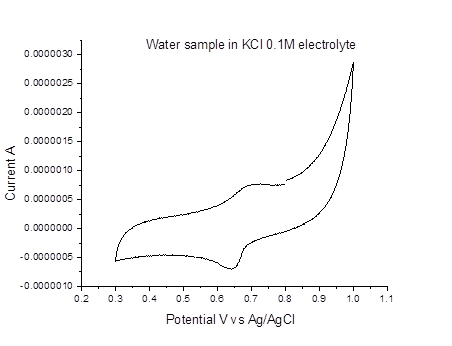 Water sample in KCl 0.1M electrolyte
0.0000030
0.0000025
0.0000020
0.0000015
0.0000010
0.0000005
0.0000000
-0.0000005
-0.0000010
Current A
0.2 0.3 0.4 0.5 0.6 0.7 0.8 0.9 1.0 1.1
Potential V vs Ag/AgCl